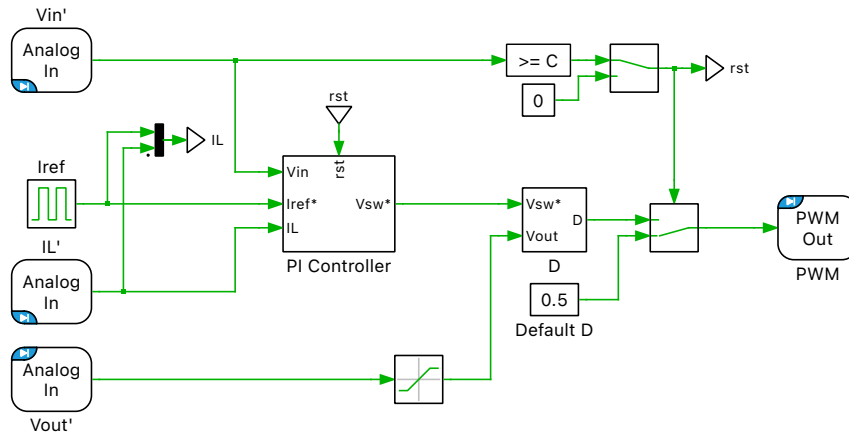 Vin'
Analog
In
>= C
0
rst
rst
IL
Iref
Vin
rst
Iref*
Vsw*
IL
PI Controller
Vsw*
D
Vout
D
PWM
Out
PWM
IL'
Analog
In
0.5
Default D
Analog
In
Vout'